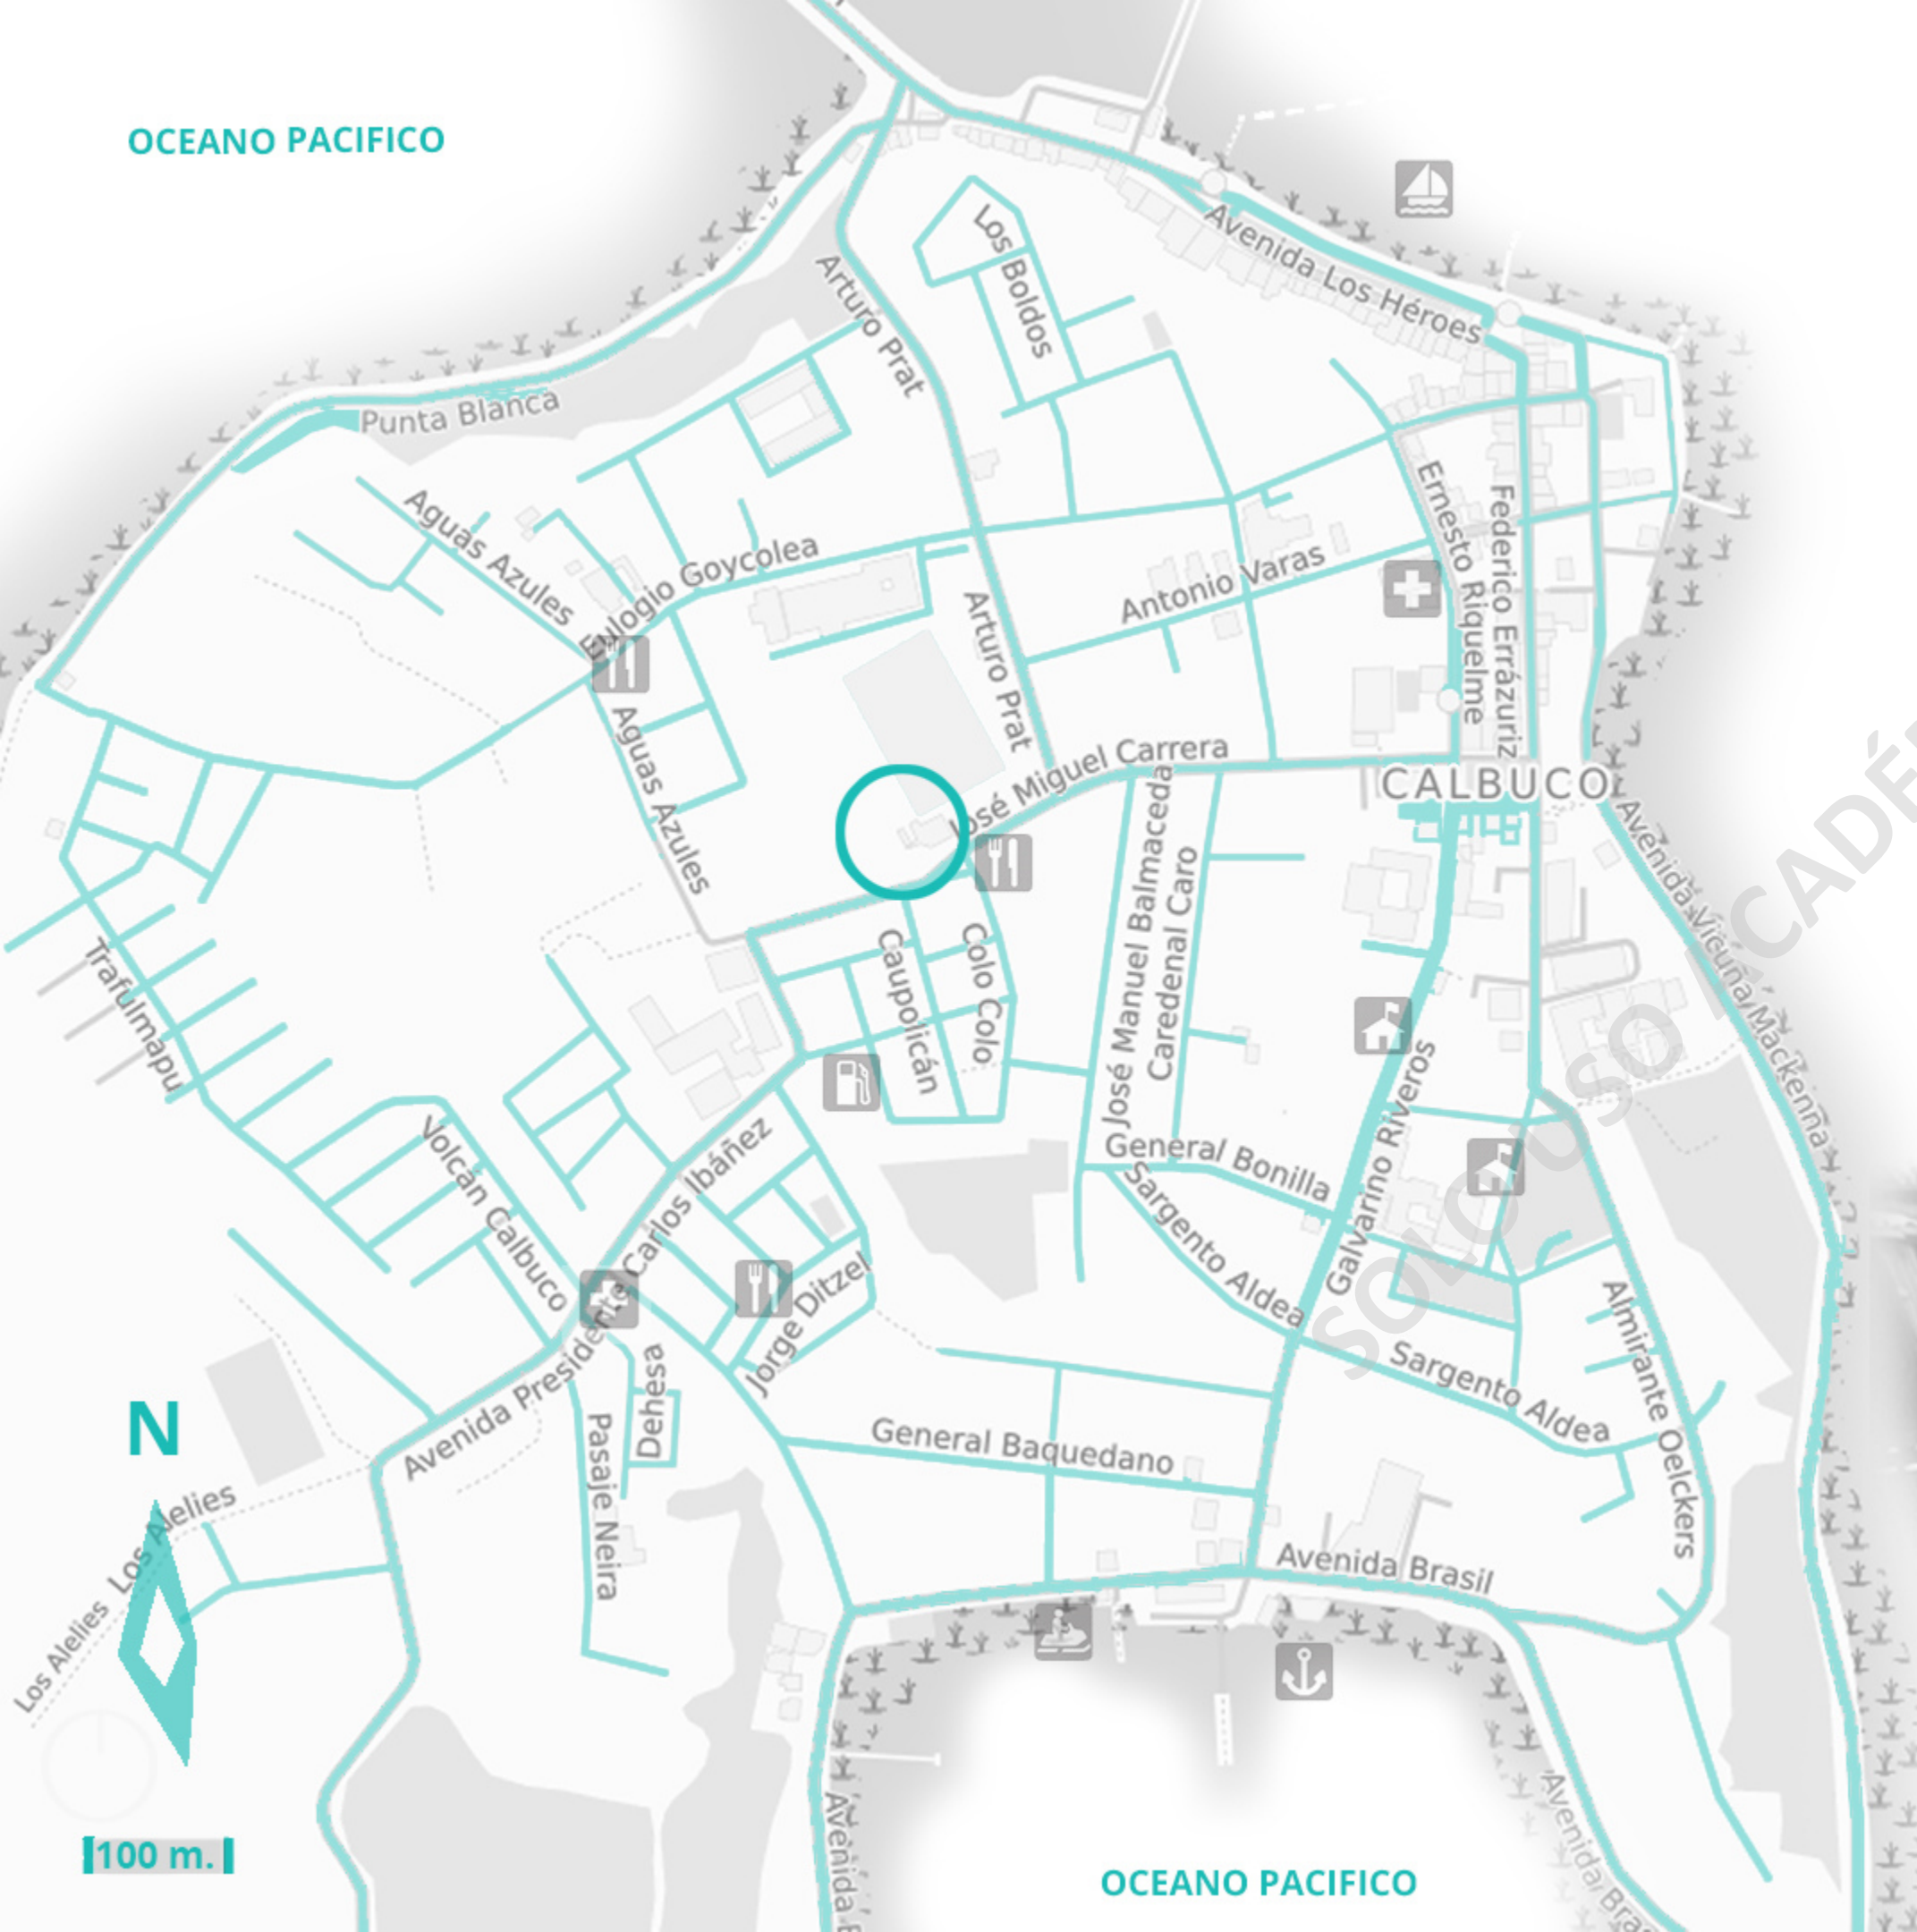 OCEANO PACIFICO
Los Boldos
Avenida Los Héroes
Arturo Prat
Punta Blanca
Aguas Azules
Eulogio Goycolea
Ernesto Riquelme
Federico Errázuriz
Antonio Varas
Arturo Prat
Aguas Azules
José Miguel Carrera
CALBUCO
Avenida Vicuña Mackenna
José Manuel Balmaceda
Caredenal Caro
Trafulmapu
Caupolicán
Colo Colo
Galvarino Riveros
General Bonilla
Sargento Aldea
Volcán Calbuco
Avenida Presidente Carlos Ibáñez
Jorge Ditzel
Dehesa
Pasaje Neira
Almirante Oelckers
Sargento Aldea
General Baquedano
Avenida Brasil
N
Los Alelies
Los Alelies
100 m.
Avenida
Avenida Bras
OCEANO PACIFICO
SOLO USO ACADÉ